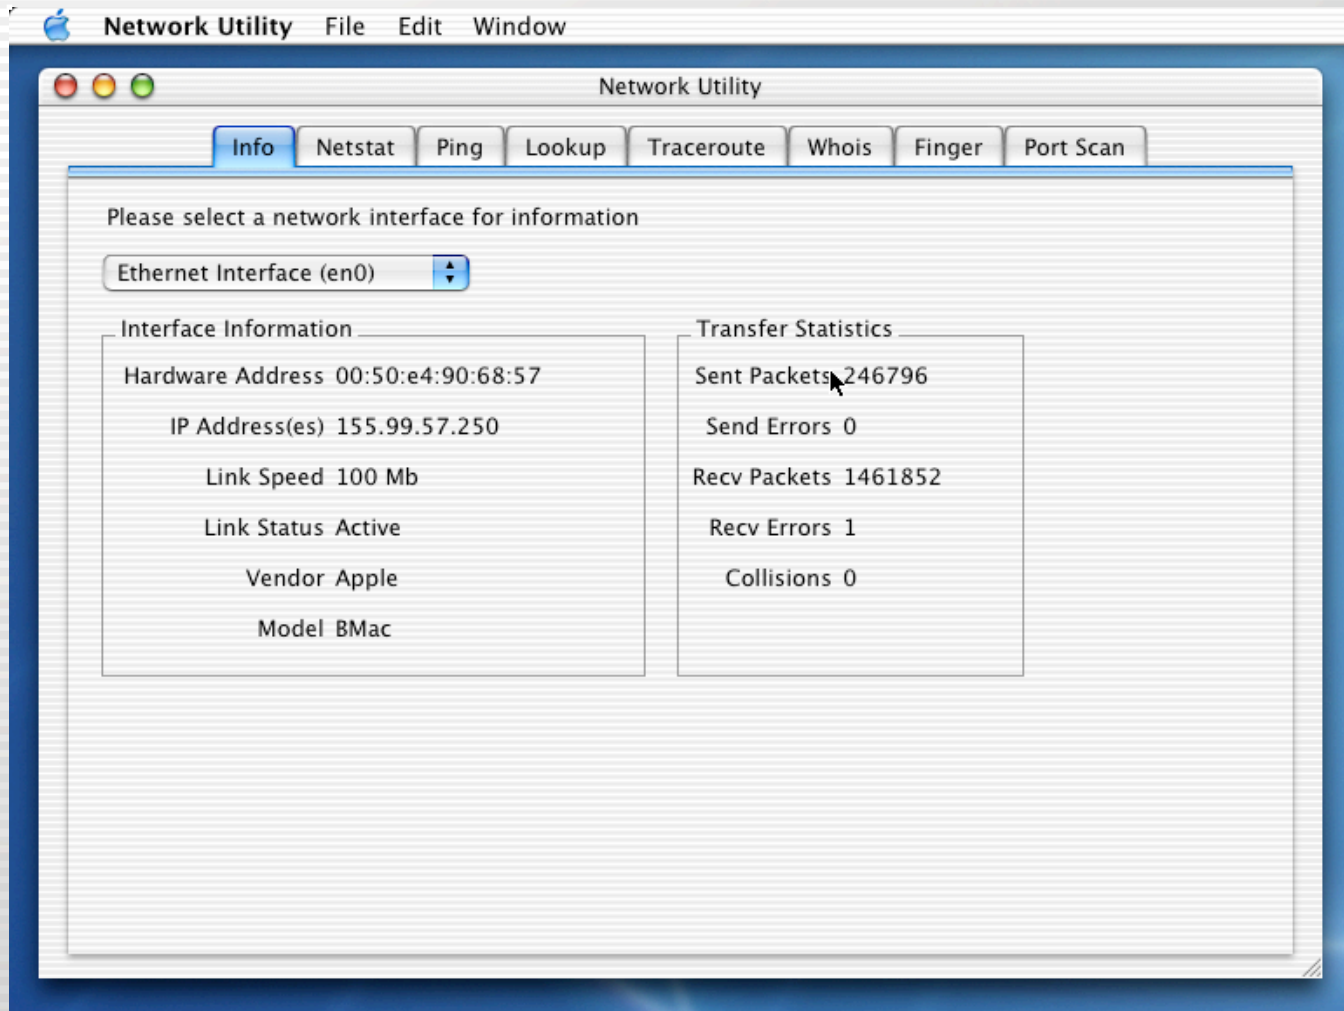 Network Utility File Edit Window
Network Utility
Info Netstat Ping Lookup Traceroute Whois Finger Port Scan
Please select a network interface for information
Ethernet Interface (en0)
Interface Information
Hardware Address 00:50:e4:90:68:57
IP Address(es) 155.99.57.250
Link Speed 100 Mb
Link Status Active
Vendor Apple
Model BMac
Transfer Statistics
Sent Packets 246796
Send Errors 0
Recv Packets 1461852
Recv Errors 1
Collisions 0